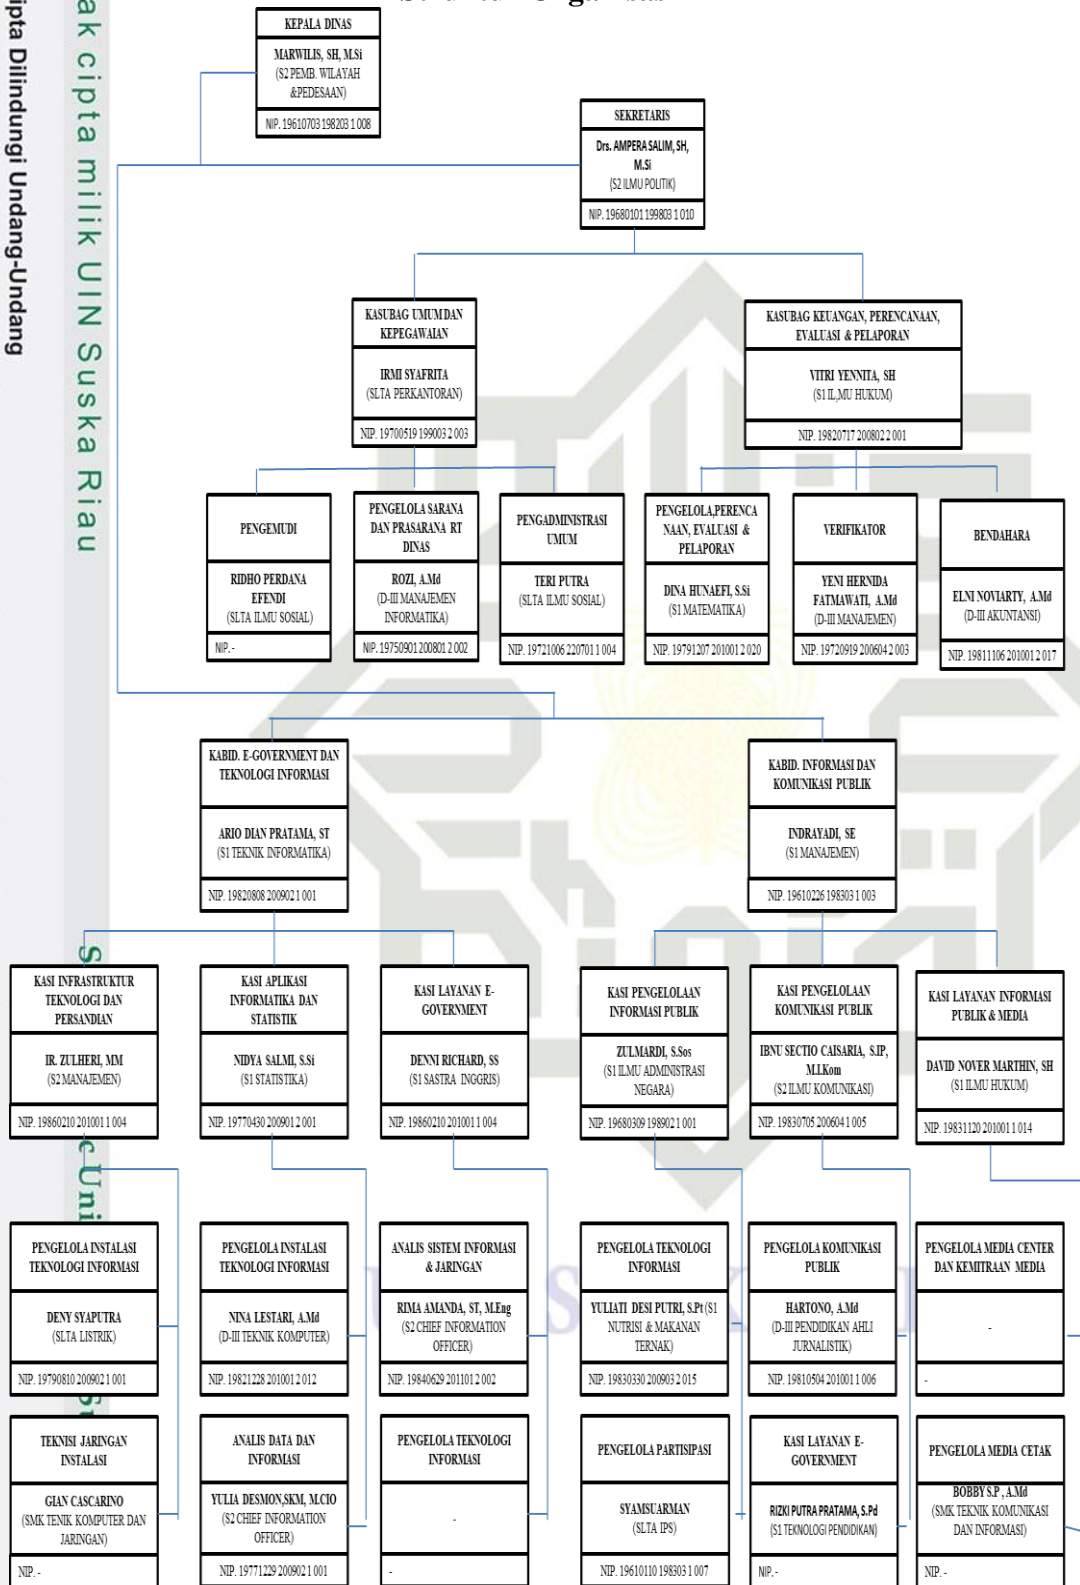 KEPALA DINAS
MARWILIS, SH, M.Si
(S2 PEMB. WILAYAH
&PEDESAAN)
NIP. 19610703 198203 1 008
SEKRETARIS
Drs. AMPERA SALIM, SH,
M.Si
(S2 ILMU POLITIK)
NIP. 19680101 199803 1 010
KASUBAG UMUM DAN
KEPEGAWAIAN
IRMI SYAFRITA
(SLTA PERKANTORAN)
NIP. 19700519 199003 2 003
KASUBAG KEUANGAN, PERENCANAAN,
EVALUASI & PELAPORAN
VITRI YENNITA, SH
(S1 IL,MU HUKUM)
NIP. 19820717 200802 2 001
PENGEMUDI
RIDHO PERDANA
EFENDI
(SLTA ILMU SOSIAL)
NIP. -
PENGELOLA SARANA
DAN PRASARANA RT
DINAS
ROZI, A.Md
(D-III MANAJEMEN
INFORMATIKA)
NIP. 19750901 200801 2 002
PENGADMINISTRASI
UMUM
TERI PUTRA
(SLTA ILMU SOSIAL)
NIP. 19721006 220701 1 004
PENGELOLA,PERENCA
NAAN, EVALUASI &
PELAPORAN
DINA HUNAEFI, S.Si
(S1 MATEMATIKA)
NIP. 19791207 201001 2 020
VERIFIKATOR
YENI HERNIDA
FATMAWATI, A.Md
(D-III MANAJEMEN)
NIP. 19720919 200604 2 003
BENDAHARA
ELNI NOVIARTY, A.Md
(D-III AKUNTANSI)
NIP. 19811106 201001 2 017
KABID. E-GOVERNMENT DAN
TEKNOLOGI INFORMASI
ARIO DIAN PRATAMA, ST
(S1 TEKNIK INFORMATIKA)
NIP. 19820808 200902 1 001
KABID. INFORMASI DAN
KOMUNIKASI PUBLIK
INDRAYADI, SE
(S1 MANAJEMEN)
NIP. 19610226 198303 1 003
KASI INFRASTRUKTUR
TEKNOLOGI DAN
PERSANDIAN
IR. ZULHERI, MM
(S2 MANAJEMEN)
NIP. 19860210 201001 1 004
KASI APLIKASI
INFORMATIKA DAN
STATISTIK
NIDYA SALMI, S.Si
(S1 STATISTIKA)
NIP. 19770430 200901 2 001
KASI LAYANAN E-
GOVERNMENT
DENNI RICHARD, SS
(S1 SASTRA INGGRIS)
NIP. 19860210 201001 1 004
KASI PENGELOLAAN
INFORMASI PUBLIK
ZULMARDI, S.Sos
(S1 ILMU ADMINISTRASI
NEGARA)
NIP. 19680309 198902 1 001
KASI PENGELOLAAN
KOMUNIKASI PUBLIK
IBNU SECTIO CAISARIA, S.IP,
M.I.Kom
(S2 ILMU KOMUNIKASI)
NIP. 19830705 200604 1 005
KASI LAYANAN INFORMASI
PUBLIK & MEDIA
DAVID NOVER MARTHIN, SH
(S1 ILMU HUKUM)
NIP. 19831120 201001 1 014
PENGELOLA INSTALASI
TEKNOLOGI INFORMASI
DENY SYAPUTRA
(SLTA LISTRIK)
NIP. 19790810 200902 1 001
PENGELOLA INSTALASI
TEKNOLOGI INFORMASI
NINA LESTARI, A.Md
(D-III TEKNIK KOMPUTER)
NIP. 19821228 201001 2 012
ANALIS SISTEM INFORMASI
& JARINGAN
RIMA AMANDA, ST, M.Eng
(S2 CHIEF INFORMATION
OFFICER)
NIP. 19840629 201101 2 002
PENGELOLA TEKNOLOGI
INFORMASI
YULIATI DESI PUTRI, S.Pt (S1
NUTRISI & MAKANAN
TERNAK)
NIP. 19830330 200903 2 015
PENGELOLA KOMUNIKASI
PUBLIK
HARTONO, A.Md
(D-III PENDIDIKAN AHLI
JURNALISTIK)
NIP. 19810504 201001 1 006
PENGELOLA MEDIA CENTER
DAN KEMITRAAN MEDIA
-
-
TEKNISI JARINGAN
INSTALASI
GIAN CASCARINO
(SMK TENIK KOMPUTER DAN
JARINGAN)
NIP. -
ANALIS DATA DAN
INFORMASI
YULIA DESMON,SKM, M.CIO
(S2 CHIEF INFORMATION
OFFICER)
NIP. 19771229 200902 1 001
PENGELOLA TEKNOLOGI
INFORMASI
-
-
PENGELOLA PARTISIPASI
SYAMSUARMAN
(SLTA IPS)
NIP. 19610110 198303 1 007
KASI LAYANAN E-
GOVERNMENT
RIZKI PUTRA PRATAMA, S.Pd
(S1 TEKNOLOGI PENDIDIKAN)
NIP. -
PENGELOLA MEDIA CETAK
BOBBY S.P , A.Md
(SMK TEKNIK KOMUNIKASI
DAN INFORMASI)
NIP. -
ak cipta milik UIN Suska Riau
ipta Dilindungi Undang-Undang